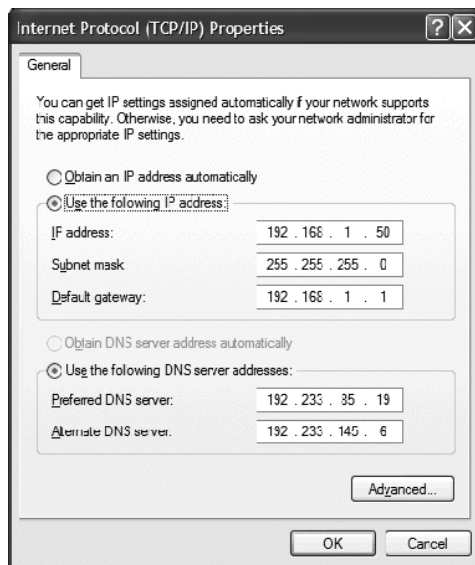 Internet Protocol (TCP/IP) Properties
General
You can get IP settings assigned automatically if your network supports
this capability. Otherwise, you need to ask your network administrator for
the appropriate IP settings.
Obtain an IP address automatically
Use the following IP address:
IP address: 192 . 168 . 1 . 50
Subnet mask 255 . 255 . 255 . 0
Default gateway: 192 . 168 . 1 . 1
Obtain DNS server address automatically
Use the following DNS server addresses:
Preferred DNS server: 192 . 233 . 85 . 19
Alternate DNS server. 192 . 233 . 145 . 6
Advanced...
OK
Cancel